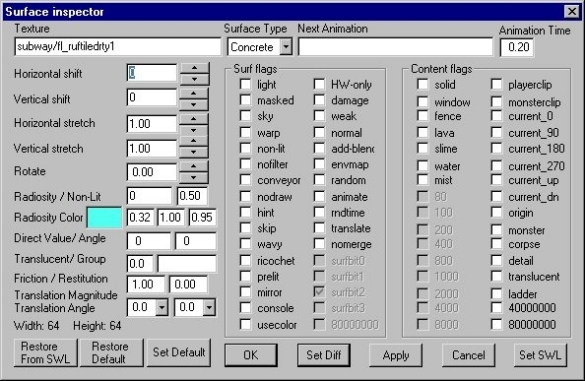 Surface inspector
Texture Surface Type Next Animation Animation Time
subway/fl_ruftiledrty1 Concrete 0.20
Surf flags Content flags
Horizontal shift 0 light HW-only solid playerclip
masked damage window monsterclip
Vertical shift 0 sky weak fence current_0
Horizontal stretch 1.00 warp normal lava current_90
Vertical stretch 1.00 non-lit add-blend slime current_180
nofilter envmap water current_270
Rotate 0.00 conveyor random mist current_up
Radiosity / Non-Lit 0 0.50 nodraw animate 80 current_dn
Radiosity Color 0.32 1.00 0.95 hint rndtime 100 origin
skip translate 200 monster
Direct Value/ Angle 0 0 wavy nomerge 400 corpse
Translucent/ Group 0.0 ricochet surfbit0 800 detail
Friction / Restitution 1.00 0.00 prelit surfbit1 1000 translucent
Translation Magnitude mirror surfbit2 2000 ladder
Translation Angle 0.0 0.0 console surfbit3 4000 40000000
Width: 64 Height: 64 usecolor 80000000 8000 80000000
Restore From SWL Restore Default Set Default OK Set Diff Apply Cancel Set SWL